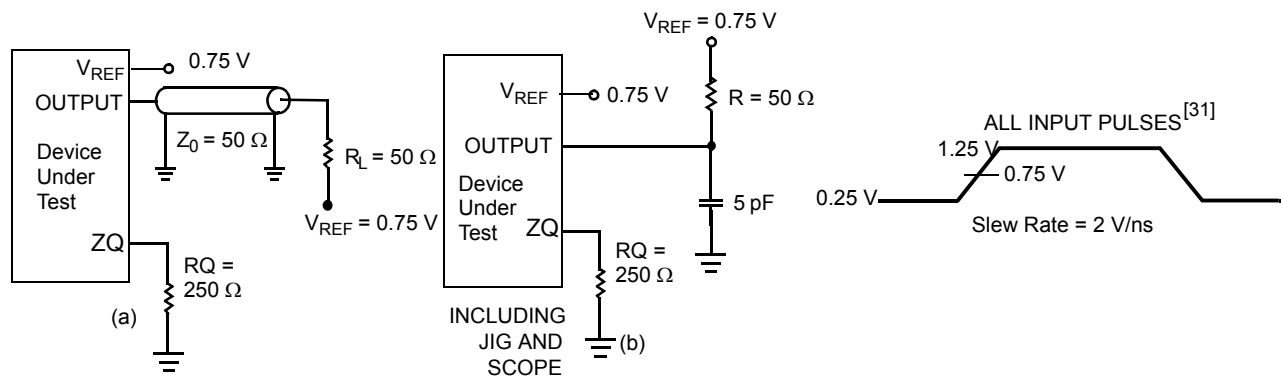 V_REF 0.75 V
OUTPUT
Z_0 = 50 Ω
Device
Under
Test
R_L = 50 Ω
V_REF = 0.75 V
ZQ
RQ =
250 Ω
(a)
V_REF = 0.75 V
V_REF 0.75 V
R = 50 Ω
OUTPUT
Device
Under
Test
5 pF
ZQ
RQ =
250 Ω
INCLUDING
JIG AND
SCOPE
(b)
ALL INPUT PULSES[31]
1.25 V
0.75 V
0.25 V
Slew Rate = 2 V/ns